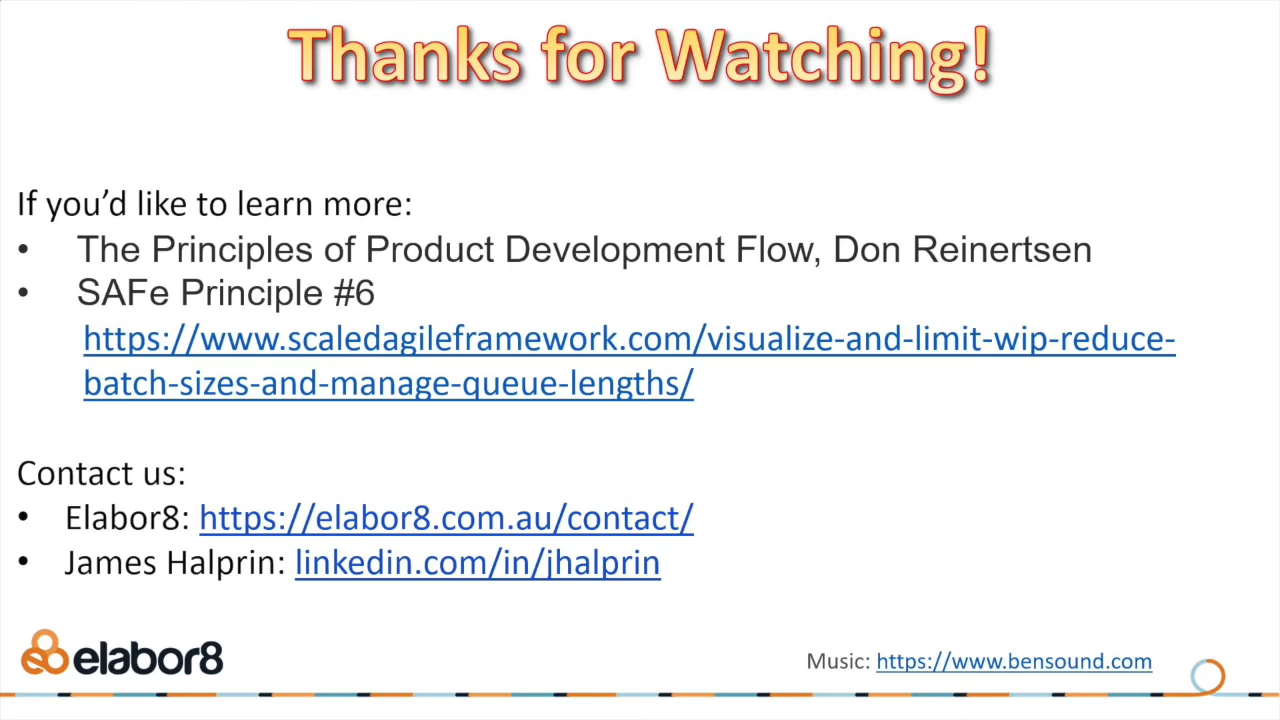 Thanks for Watching!
If you’d like to learn more:
• The Principles of Product Development Flow, Don Reinertsen
• SAFe Principle #6
https://www.scaledagileframework.com/visualize-and-limit-wip-reduce-
batch-sizes-and-manage-queue-lengths/
Contact us:
• Elabor8: https://elabor8.com.au/contact/
• James Halprin: linkedin.com/in/jhalprin
elabor8
Music: https://www.bensound.com